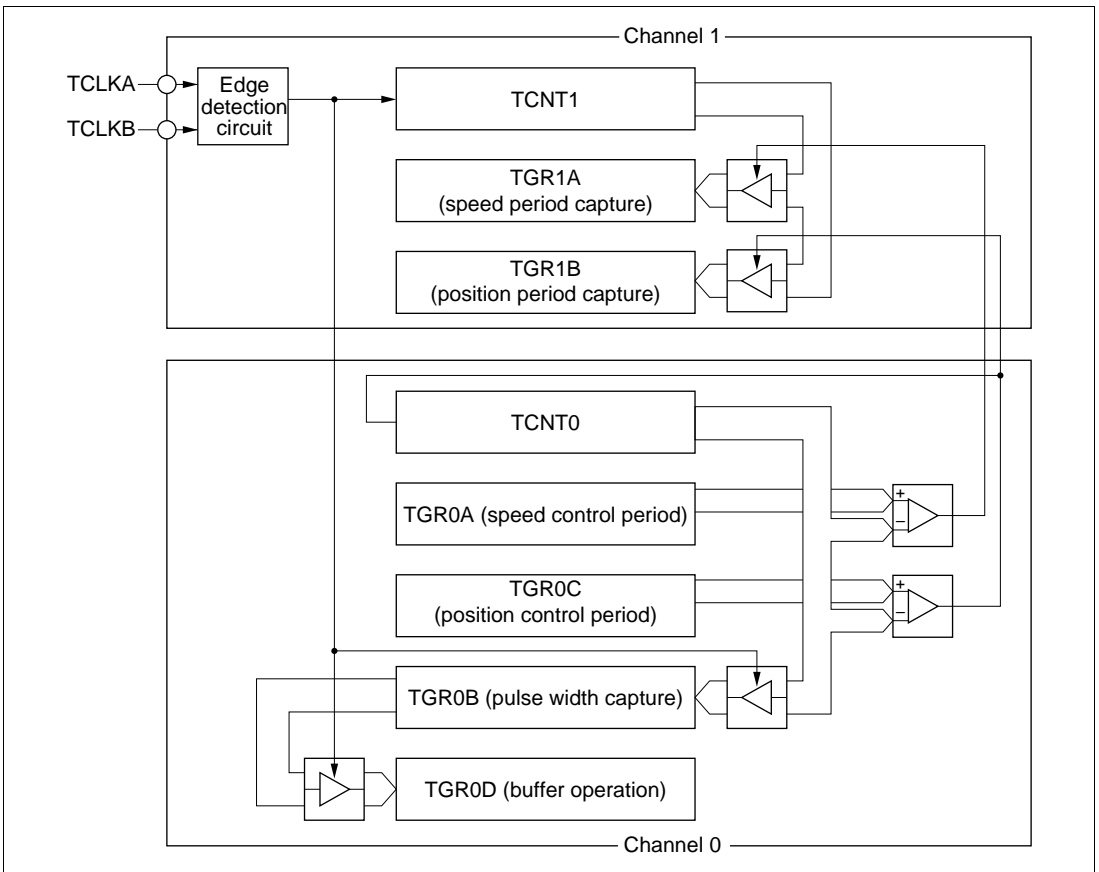 Channel 1
TCLKA
TCLKB
Edge
detection
circuit
TCNT1
TGR1A
(speed period capture)
TGR1B
(position period capture)
TCNT0
TGR0A (speed control period)
+
−
TGR0C
(position control period)
+
−
TGR0B (pulse width capture)
TGR0D (buffer operation)
Channel 0